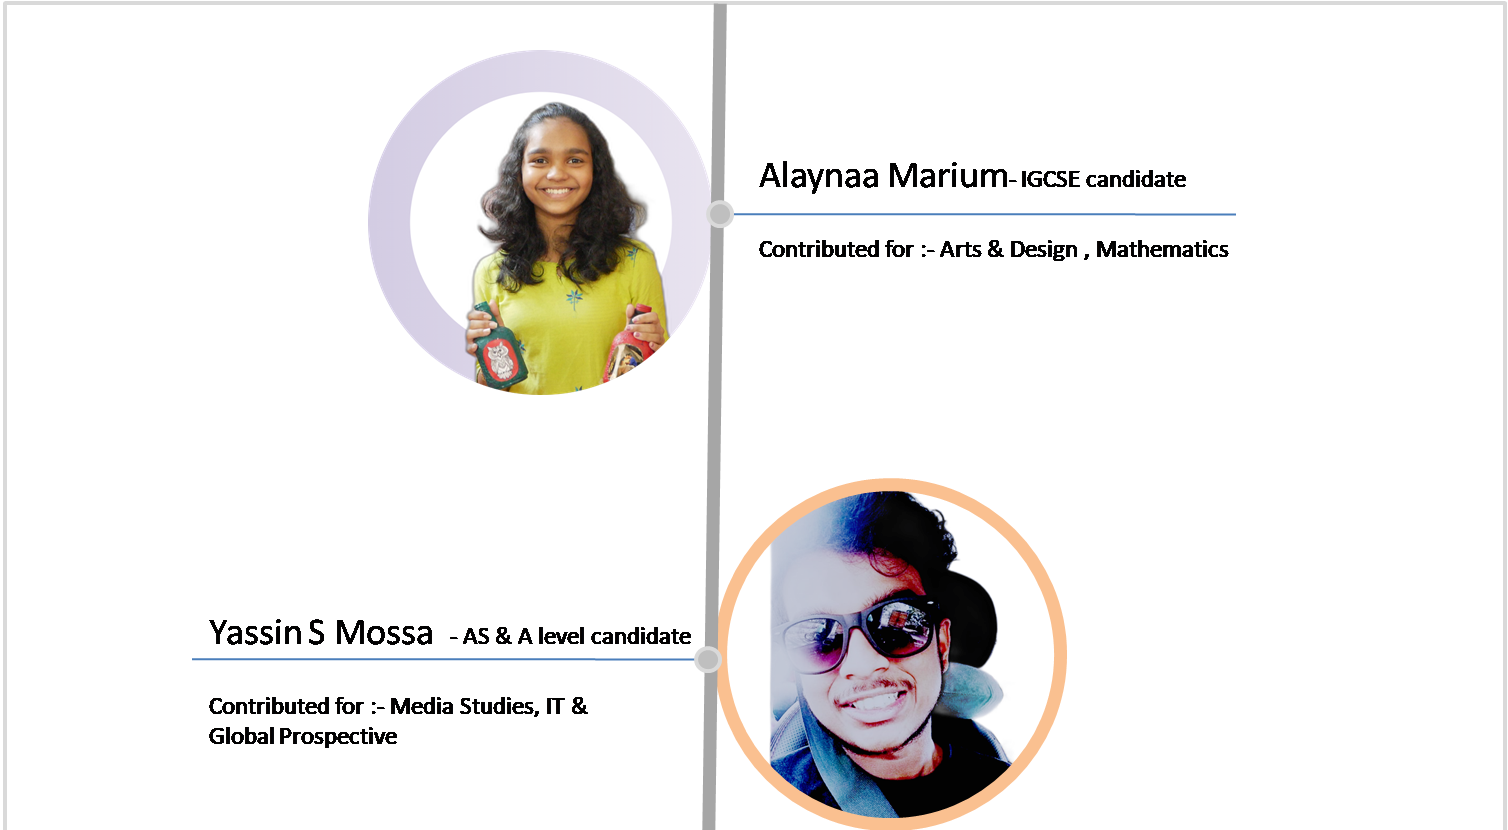 Alaynaa Marium- IGCSE candidate
Contributed for :- Arts & Design , Mathematics
Yassin S Mossa - AS & A level candidate
Contributed for :- Media Studies, IT &
Global Prospective